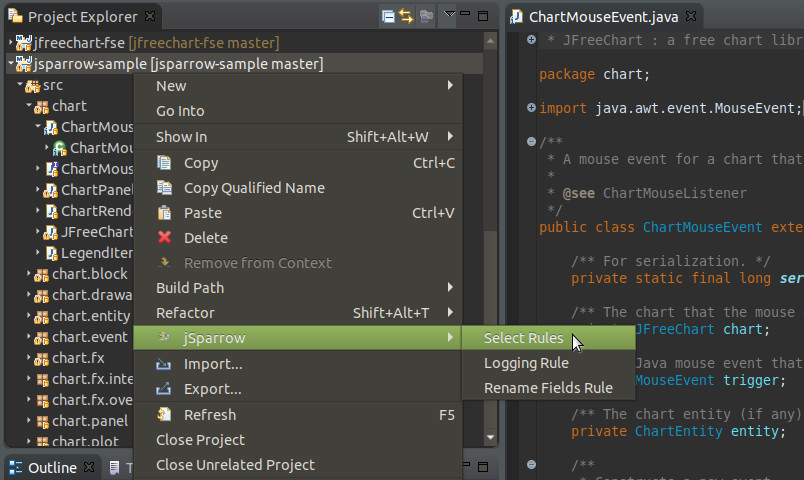 Project Explorer
jfreechart-fse [jfreechart-fse master]
jsparrow-sample [jsparrow-sample master]
src
chart
ChartMous
ChartMou
ChartMous
ChartPanel
ChartRend
JFreeChart
LegendIter
chart.block
chart.drawa
chart.entity
chart.event
chart.fx
chart.fx.inte
chart.fx.ove
chart.panel
chart.plot
New
Go Into
Show In Shift+Alt+W
Copy Ctrl+C
Copy Qualified Name
Paste Ctrl+V
Delete
Remove from Context
Build Path
Refactor Shift+Alt+T
jSparrow
Import...
Export...
Refresh F5
Close Project
Close Unrelated Project
Select Rules
Logging Rule
Rename Fields Rule
Outline
T
ChartMouseEvent.java
* JFreeChart : a free chart libr
package chart;
import java.awt.event.MouseEvent;
/**
* A mouse event for a chart that
*
* @see ChartMouseListener
*/
public class ChartMouseEvent exte
/** For serialization. */
private static final long ser
/** The chart that the mouse
JFreeChart chart;
Java mouse event that
MouseEvent trigger;
/** The chart entity (if any)
private ChartEntity entity;
/**